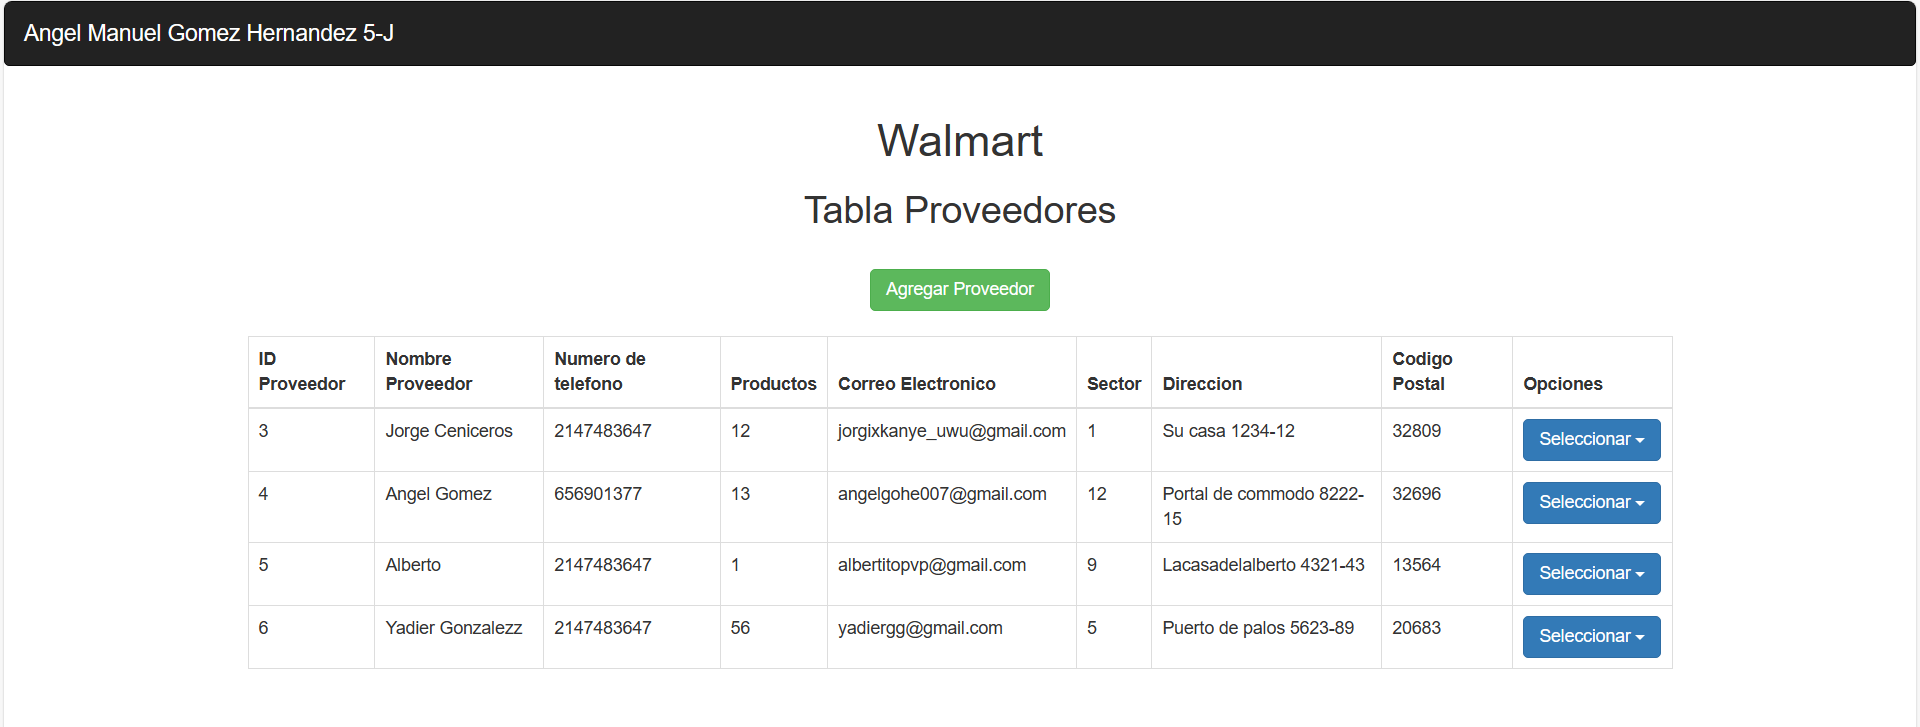 Angel Manuel Gomez Hernandez 5-J
Walmart
Tabla Proveedores
Agregar Proveedor
ID Proveedor Nombre Proveedor Numero de telefono Productos Correo Electronico Sector Direccion Codigo Postal Opciones
3 Jorge Ceniceros 2147483647 12 jorgixkanye_uwu@gmail.com 1 Su casa 1234-12 32809 Seleccionar
4 Angel Gomez 656901377 13 angelgohe007@gmail.com 12 Portal de commodo 8222-15 32696 Seleccionar
5 Alberto 2147483647 1 albertitopvp@gmail.com 9 Lacasadelalberto 4321-43 13564 Seleccionar
6 Yadier Gonzalezz 2147483647 56 yadiergg@gmail.com 5 Puerto de palos 5623-89 20683 Seleccionar